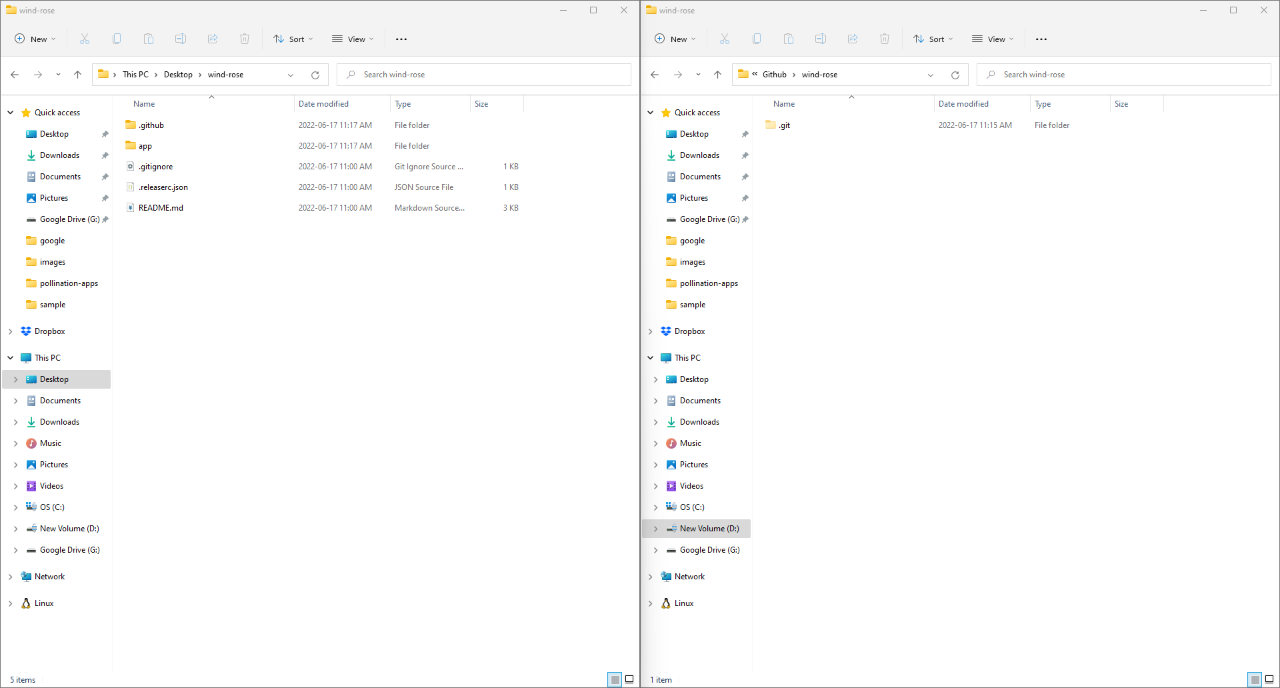 wind-rose
New
Sort
View
This PC > Desktop > wind-rose
Search wind-rose
Name Date modified Type Size
Quick access
Desktop
Downloads
Documents
Pictures
Google Drive (G:)
google
images
pollination-apps
sample
Dropbox
This PC
Desktop
Documents
Downloads
Music
Pictures
Videos
OS (C:)
New Volume (D:)
Google Drive (G:)
Network
Linux
.github 2022-06-17 11:17 AM File folder
app 2022-06-17 11:17 AM File folder
.gitignore 2022-06-17 11:00 AM Git Ignore Source ... 1 KB
.releaserc.json 2022-06-17 11:00 AM JSON Source File 1 KB
README.md 2022-06-17 11:00 AM Markdown Source... 3 KB
5 items
wind-rose
New
Sort
View
« Github > wind-rose
Search wind-rose
Name Date modified Type Size
Quick access
Desktop
Downloads
Documents
Pictures
Google Drive (G:)
google
images
pollination-apps
sample
Dropbox
This PC
Desktop
Documents
Downloads
Music
Pictures
Videos
OS (C:)
New Volume (D:)
Google Drive (G:)
Network
Linux
.git 2022-06-17 11:15 AM File folder
1 item